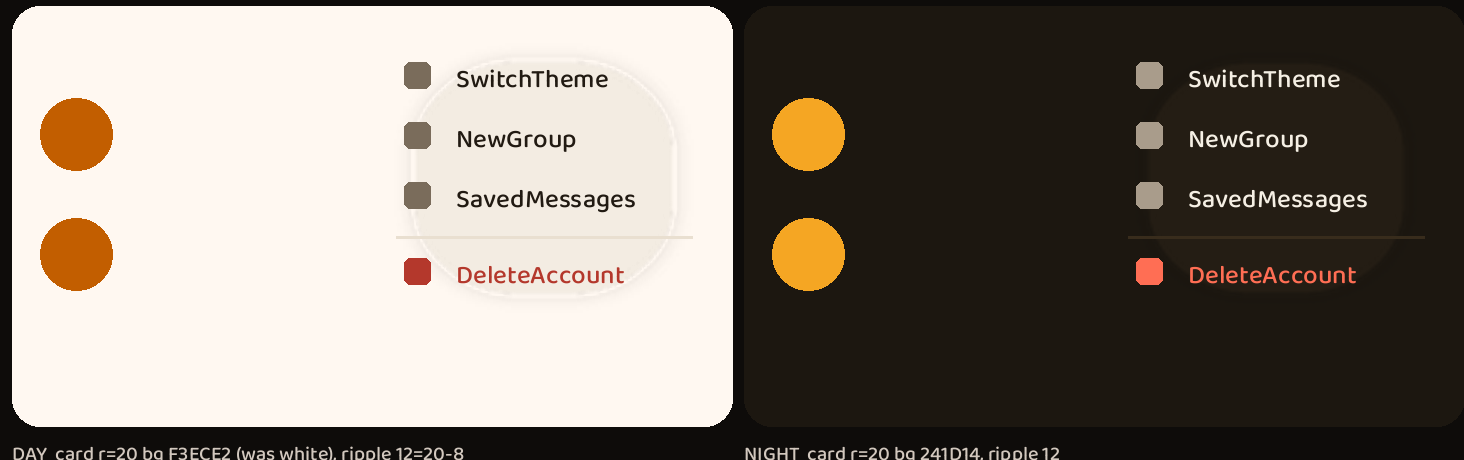 SwitchTheme
NewGroup
SavedMessages
DeleteAccount
SwitchTheme
NewGroup
SavedMessages
DeleteAccount
DAY card r=20 bg F3ECE2 (was white), ripple 12=20-8
NIGHT card r=20 bg 241D14, ripple 12